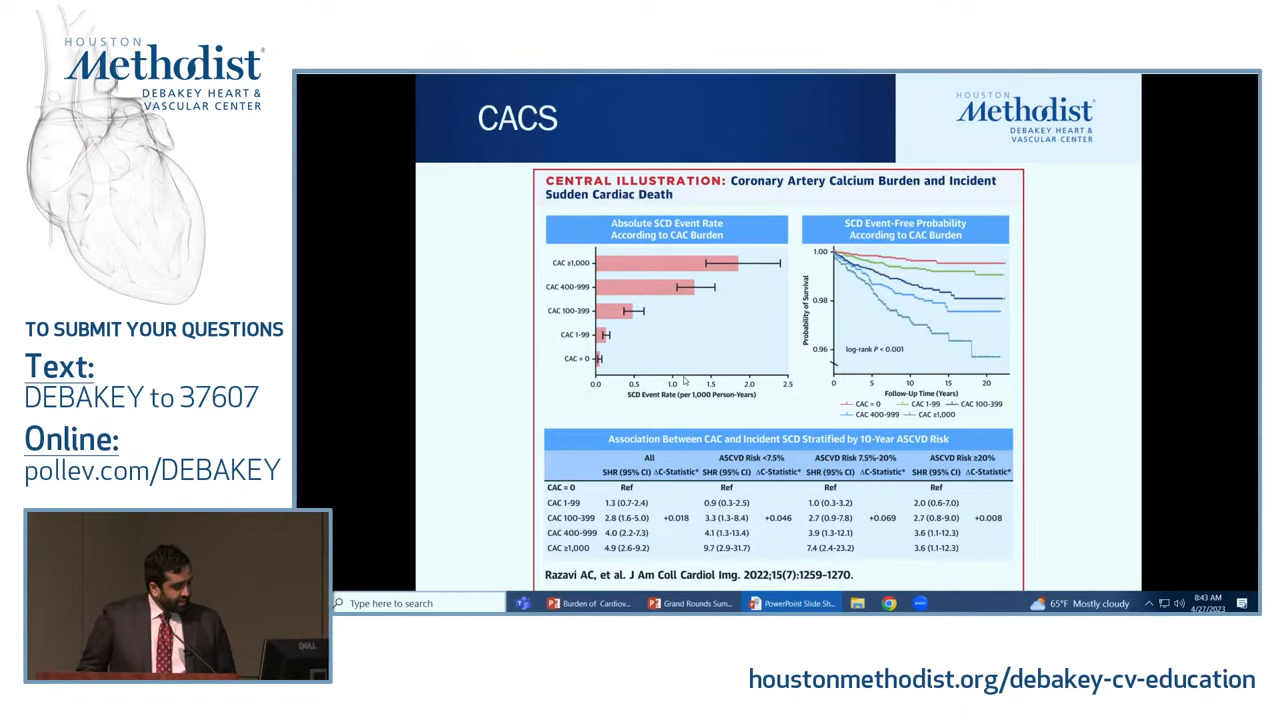 HOUSTON
Methodist
DEBAKEY HEART &
VASCULAR CENTER
TO SUBMIT YOUR QUESTIONS
Text:
DEBAKEY to 37607
Online:
pollev.com/DEBAKEY
CACS
HOUSTON
Methodist
DEBAKEY HEART &
VASCULAR CENTER
CENTRAL ILLUSTRATION: Coronary Artery Calcium Burden and Incident
Sudden Cardiac Death
Absolute SCD Event Rate
According to CAC Burden
CAC ≥1,000
CAC 400-999
CAC 100-399
CAC 1-99
CAC = 0
0.0 0.5 1.0 1.5 2.0 2.5
SCD Event Rate (per 1,000 Person-Years)
SCD Event-Free Probability
According to CAC Burden
Probability of Survival
1.00
0.98
0.96
log-rank P < 0.001
0 5 10 15 20
Follow-Up Time (Years)
CAC = 0 CAC 1-99 CAC 100-399
CAC 400-999 CAC ≥1,000
Association Between CAC and Incident SCD Stratified by 10-Year ASCVD Risk
All ASCVD Risk <7.5% ASCVD Risk 7.5%-20% ASCVD Risk ≥20%
SHR (95% CI) ΔC-Statistic* SHR (95% CI) ΔC-Statistic* SHR (95% CI) ΔC-Statistic* SHR (95% CI) ΔC-Statistic*
CAC = 0 Ref Ref Ref Ref
CAC 1-99 1.3 (0.7-2.4) 0.9 (0.3-2.5) 1.0 (0.3-3.2) 2.0 (0.6-7.0)
CAC 100-399 2.8 (1.6-5.0) +0.018 3.3 (1.3-8.4) +0.046 2.7 (0.9-7.8) +0.069 2.7 (0.8-9.0) +0.008
CAC 400-999 4.0 (2.2-7.3) 4.1 (1.3-13.4) 3.9 (1.3-12.1) 3.6 (1.1-12.3)
CAC ≥1,000 4.9 (2.6-9.2) 9.7 (2.9-31.7) 7.4 (2.4-23.2) 3.6 (1.1-12.3)
Razavi AC, et al. J Am Coll Cardiol Img. 2022;15(7):1259–1270.
Type here to search
Burden of Cardiov...
Grand Rounds Sum...
PowerPoint Slide Sh...
65°F Mostly cloudy
8:43 AM
4/27/2023
DELL
houstonmethodist.org/debakey-cv-education